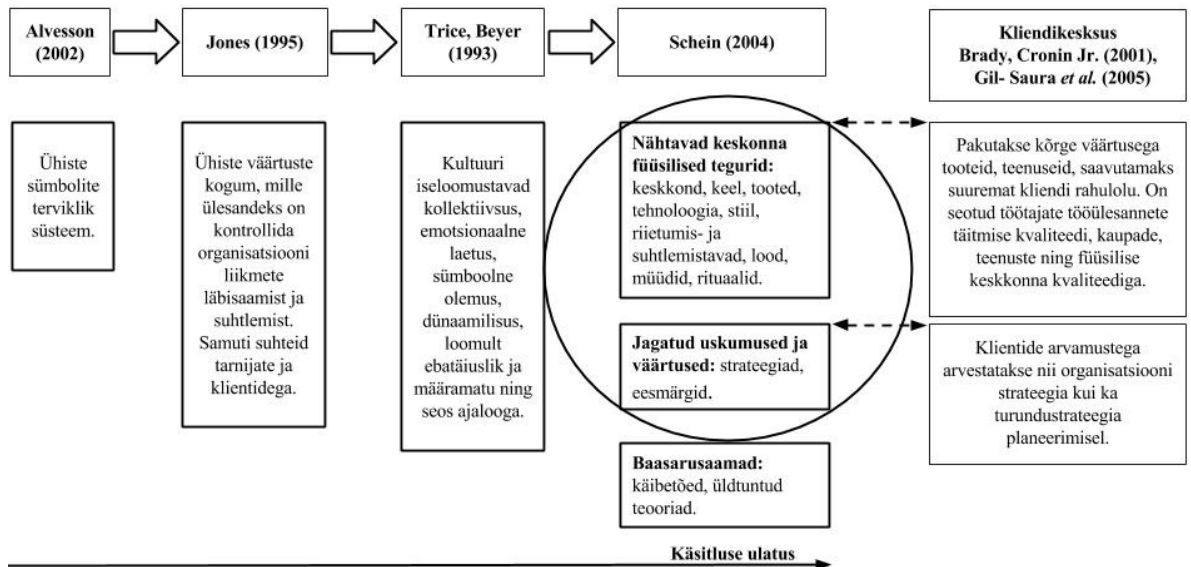 Alvesson
(2002)
Jones (1995)
Trice, Beyer
(1993)
Schein (2004)
Kliendikesksus
Brady, Cronin Jr. (2001),
Gil- Saura et al. (2005)
Ühiste
sümbolite
terviklik
süsteem.
Ühiste väärtuste
kogum, mille
ülesandeks on
kontrollida
organisatsiooni
liikmete
läbisaamist ja
suhtlemist.
Samuti suhteid
tarnijate ja
klientidega.
Kultuuri
iseloomustavad
kollektiivsus,
emotsionaalne
laetus,
sümboolne
olemus,
dünaamilisus,
loomult
ebatäiuslik ja
määramatu ning
seos ajalooga.
Nähtavad keskonna
füüsilised tegurid:
keskkond, keel, tooted,
tehnoloogia, stiil,
riietumis- ja
suhtlemistavad, lood,
müüdid, rituaalid.
Jagatud uskumused ja
väärtused: strateegiad,
eesmärgid.
Baasarusaamad:
käibetõed, üldtuntud
teooriad.
Pakutakse kõrge väärtusega
tooteid, teenuseid, saavutamaks
suuremat kliendi rahulolu. On
seotud töötajate tööülesannete
täitmise kvaliteedi, kaupade,
teenuste ning füüsilise
keskkonna kvaliteediga.
Klientide arvamustega
arvestatakse nii organisatsiooni
strateegia kui ka
turundustrateegia
planeerimisel.
Käsitluse ulatus